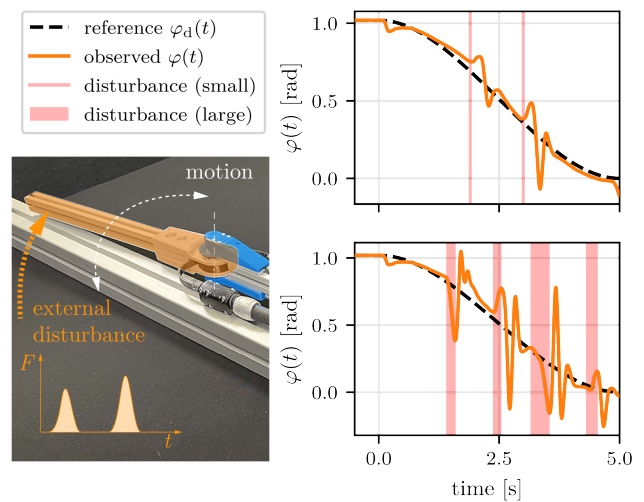 reference φd(t)
observed φ(t)
disturbance (small)
disturbance (large)
motion
external
disturbance
F
t
φ(t) [rad]
1.0
0.5
0.0
φ(t) [rad]
1.0
0.5
0.0
0.0
2.5
5.0
time [s]